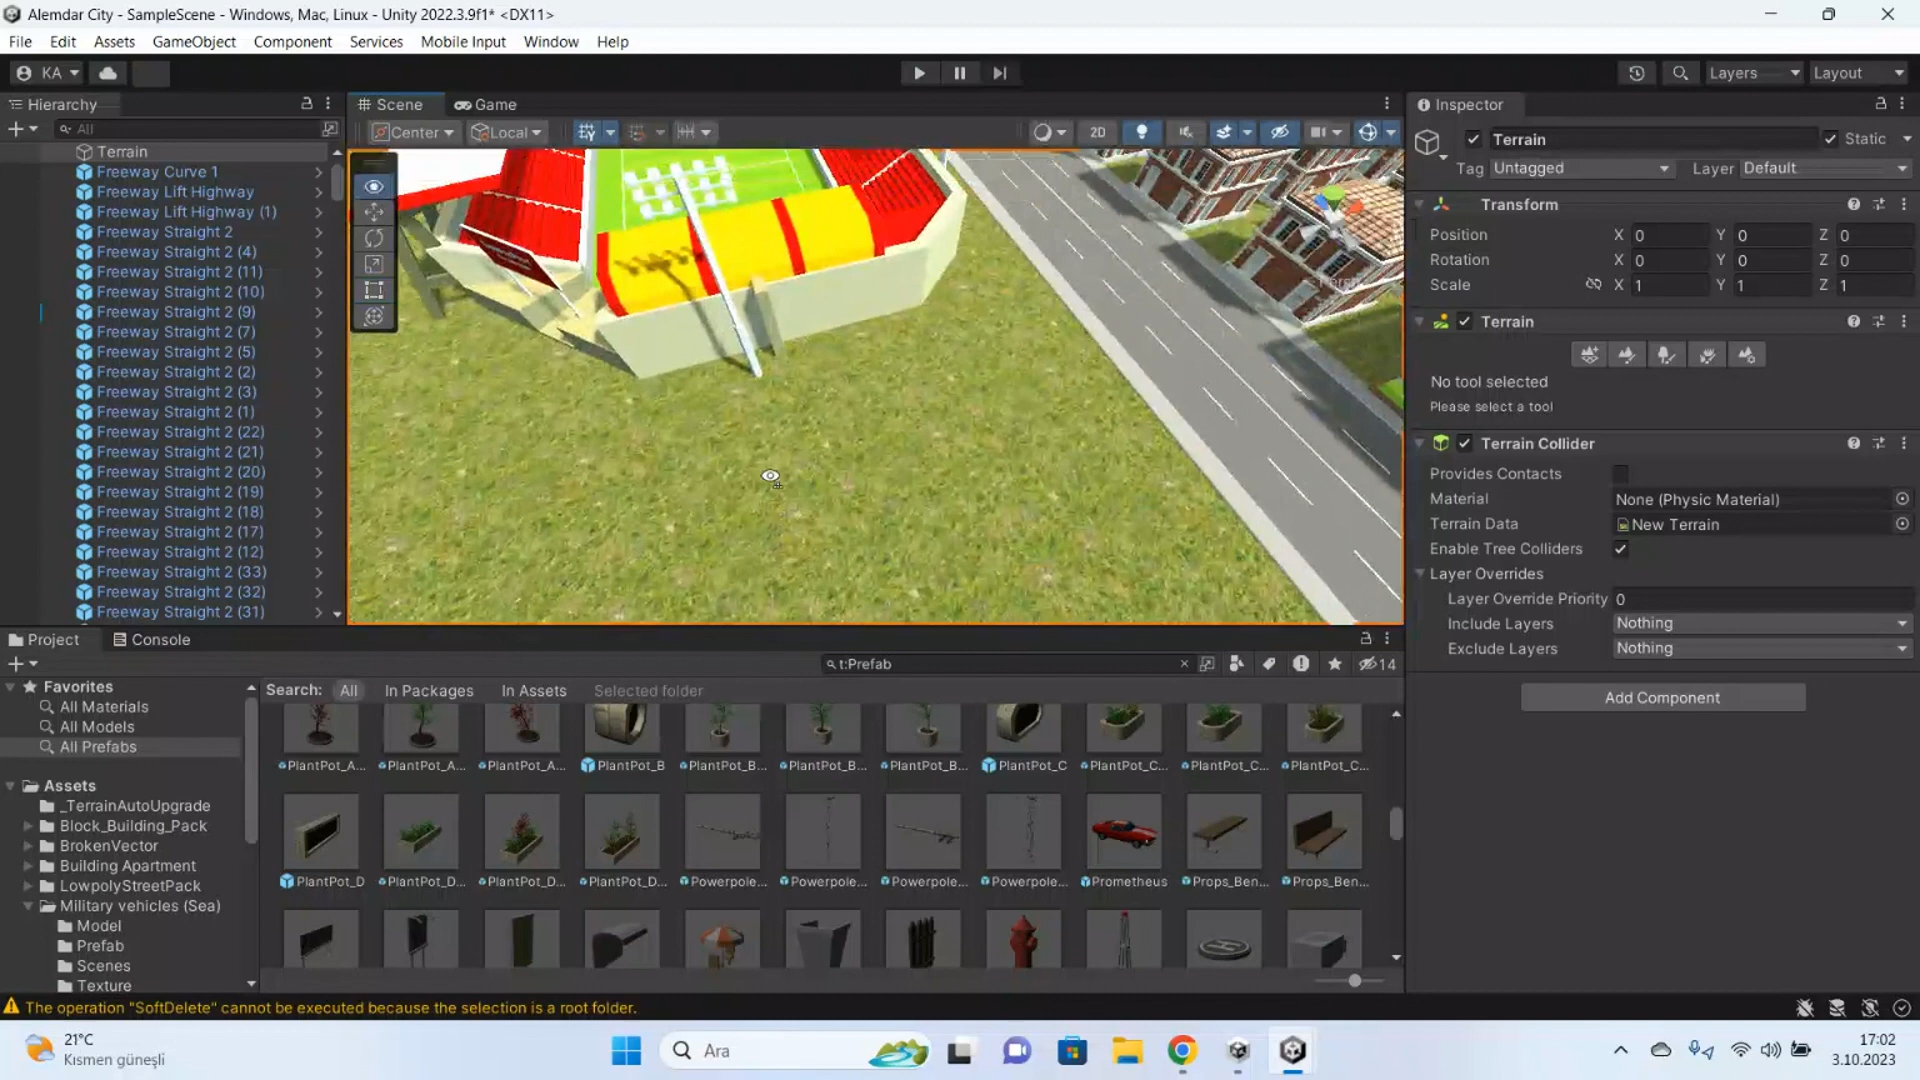 Alemdar City - SampleScene - Windows, Mac, Linux - Unity 2022.3.9f1* <DX11>
File Edit Assets GameObject Component Services Mobile Input Window Help
KA
Layers
Layout
Hierarchy
All
Terrain
Freeway Curve 1
Freeway Lift Highway
Freeway Lift Highway (1)
Freeway Straight 2
Freeway Straight 2 (4)
Freeway Straight 2 (11)
Freeway Straight 2 (10)
Freeway Straight 2 (9)
Freeway Straight 2 (7)
Freeway Straight 2 (5)
Freeway Straight 2 (2)
Freeway Straight 2 (3)
Freeway Straight 2 (1)
Freeway Straight 2 (22)
Freeway Straight 2 (21)
Freeway Straight 2 (20)
Freeway Straight 2 (19)
Freeway Straight 2 (18)
Freeway Straight 2 (17)
Freeway Straight 2 (12)
Freeway Straight 2 (33)
Freeway Straight 2 (32)
Freeway Straight 2 (31)
Scene Game
Center Local
2D
Inspector
Terrain
Static
Tag Untagged Layer Default
Transform
Position X 0 Y 0 Z 0
Rotation X 0 Y 0 Z 0
Scale X 1 Y 1 Z 1
Terrain
No tool selected
Please select a tool
Terrain Collider
Provides Contacts
Material None (Physic Material)
Terrain Data New Terrain
Enable Tree Colliders
Layer Overrides
Layer Override Priority 0
Include Layers Nothing
Exclude Layers Nothing
Add Component
Project Console
t:Prefab
14
Favorites
All Materials
All Models
All Prefabs
Assets
_TerrainAutoUpgrade
Block_Building_Pack
BrokenVector
Building Apartment
LowpolyStreetPack
Military vehicles (Sea)
Model
Prefab
Scenes
Texture
Search: All In Packages In Assets Selected folder
PlantPot_A... PlantPot_A... PlantPot_A... PlantPot_B PlantPot_B... PlantPot_B... PlantPot_B... PlantPot_C PlantPot_C... PlantPot_C... PlantPot_C...
PlantPot_D PlantPot_D... PlantPot_D... PlantPot_D... Powerpole... Powerpole... Powerpole... Powerpole... Prometheus Props_Ben... Props_Ben...
The operation "SoftDelete" cannot be executed because the selection is a root folder.
21°C
Kısmen güneşli
Ara
17:02
3.10.2023